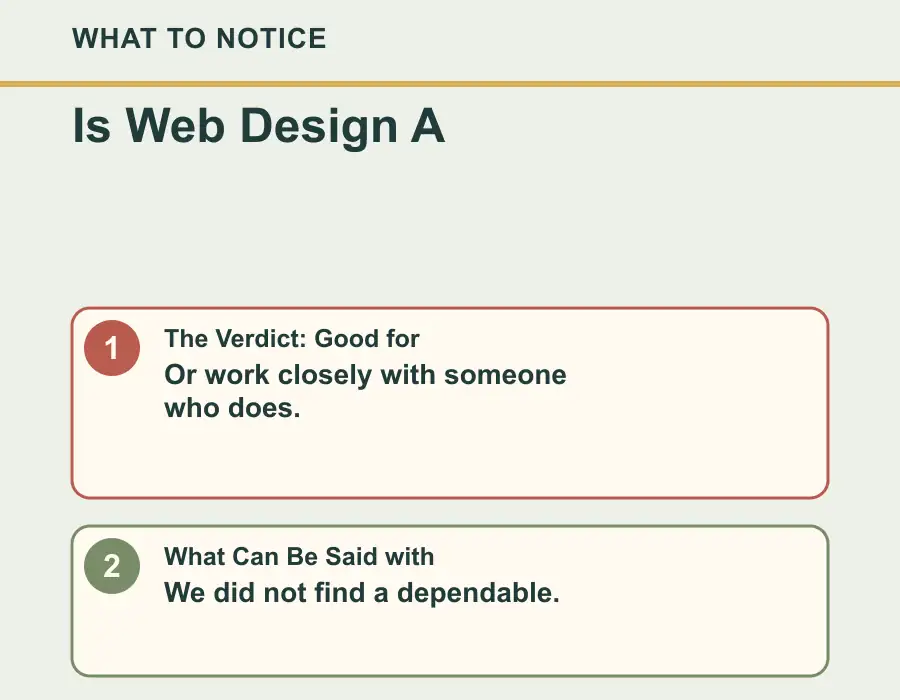 WHAT TO NOTICE
Is Web Design A
1
The Verdict: Good for
Or work closely with someone
who does.
2
What Can Be Said with
We did not find a dependable.